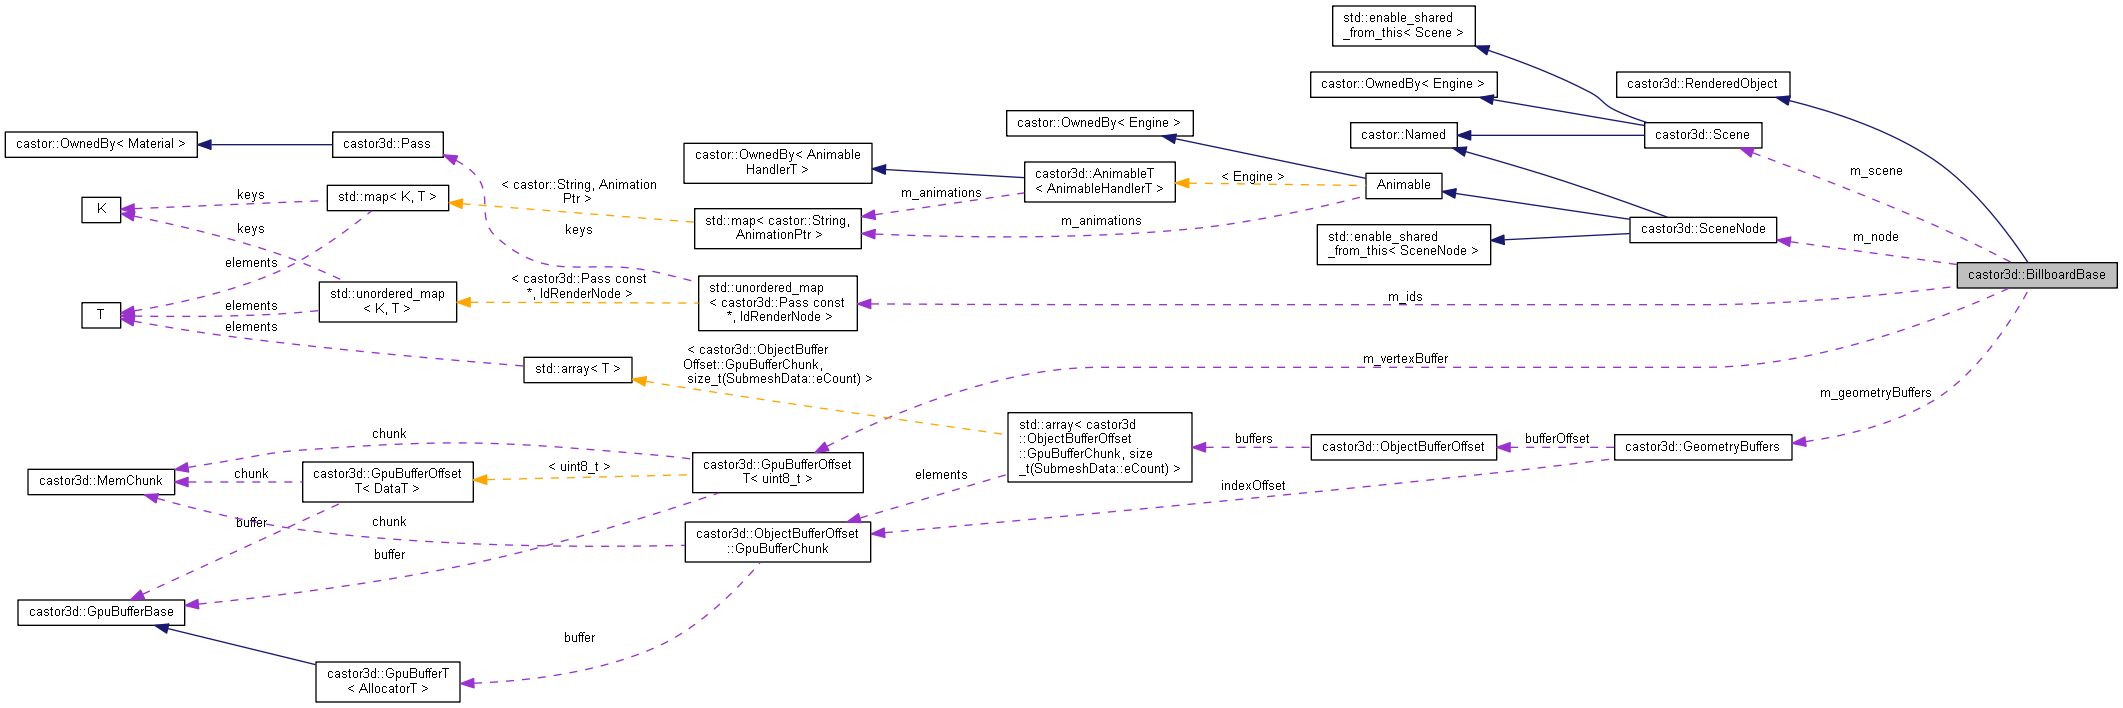 std::enable_shared
_from_this< Scene >
castor::OwnedBy< Engine >
castor3d::RenderedObject
castor::OwnedBy< Engine >
castor::Named
castor3d::Scene
castor::OwnedBy< Material >
castor3d::Pass
castor::OwnedBy< Animable
HandlerT >
castor3d::AnimableT
< AnimableHandlerT >
< Engine >
Animable
m_scene
K
keys
std::map< K, T >
< castor::String, Animation
Ptr >
m_animations
std::map< castor::String,
AnimationPtr >
m_animations
castor3d::SceneNode
std::enable_shared
_from_this< SceneNode >
m_node
keys
keys
elements
castor3d::BillboardBase
< castor3d::Pass const
*, IdRenderNode >
std::unordered_map
< K, T >
std::unordered_map
< castor3d::Pass const
*, IdRenderNode >
m_ids
T
elements
elements
std::array< T >
< castor3d::ObjectBuffer
Offset::GpuBufferChunk,
size_t(SubmeshData::eCount) >
m_vertexBuffer
m_geometryBuffers
chunk
std::array< castor3d
::ObjectBufferOffset
::GpuBufferChunk, size
_t(SubmeshData::eCount) >
buffers
castor3d::ObjectBufferOffset
bufferOffset
castor3d::GeometryBuffers
castor3d::MemChunk
chunk
castor3d::GpuBufferOffset
T< DataT >
< uint8_t >
castor3d::GpuBufferOffset
T< uint8_t >
elements
indexOffset
buffer
chunk
castor3d::ObjectBufferOffset
::GpuBufferChunk
buffer
castor3d::GpuBufferBase
buffer
castor3d::GpuBufferT
< AllocatorT >